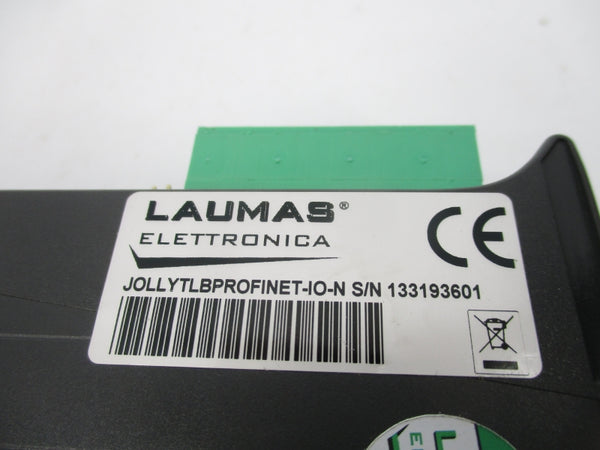 LAUMAS®
ELETTRONICA
CE
JOLLYTLBPROFINET-IO-N S/N 133193601